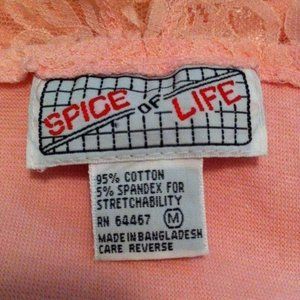 SPICE OF LIFE
95% COTTON
5% SPANDEX FOR
STRETCHABILITY
RN 64467 M
MADE IN BANGLADESH
CARE REVERSE